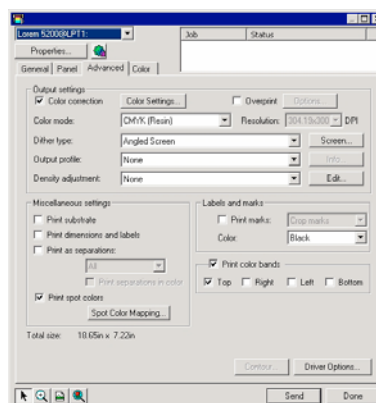 Lorem 5200@LPT1:
Job Status
Properties...
General Panel Advanced Color
Output settings
Color correction Color Settings... Overprint Options...
Color mode: CMYK (Resin) Resolution: 304.19x300 DPI
Dither type: Angled Screen Screen...
Output profile: None Info...
Density adjustment: None Edit...
Miscellaneous settings Labels and marks
Print substrate Print marks: Crop marks
Print dimensions and labels
Color: Black
Print as separations:
All
Print color bands
Print separations in color
Top Right Left Bottom
Print spot colors
Spot Color Mapping...
Total size: 18.65in x 7.22in
Contour... Driver Options...
Send Done